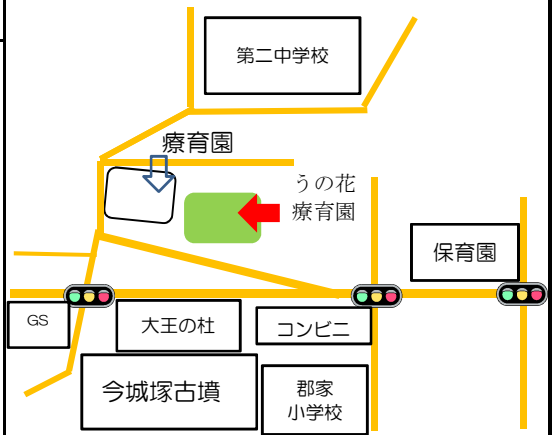 第二中学校
療育園
うの花
療育園
保育園
GS
大王の杜
コンビニ
今城塚古墳
郡家
小学校